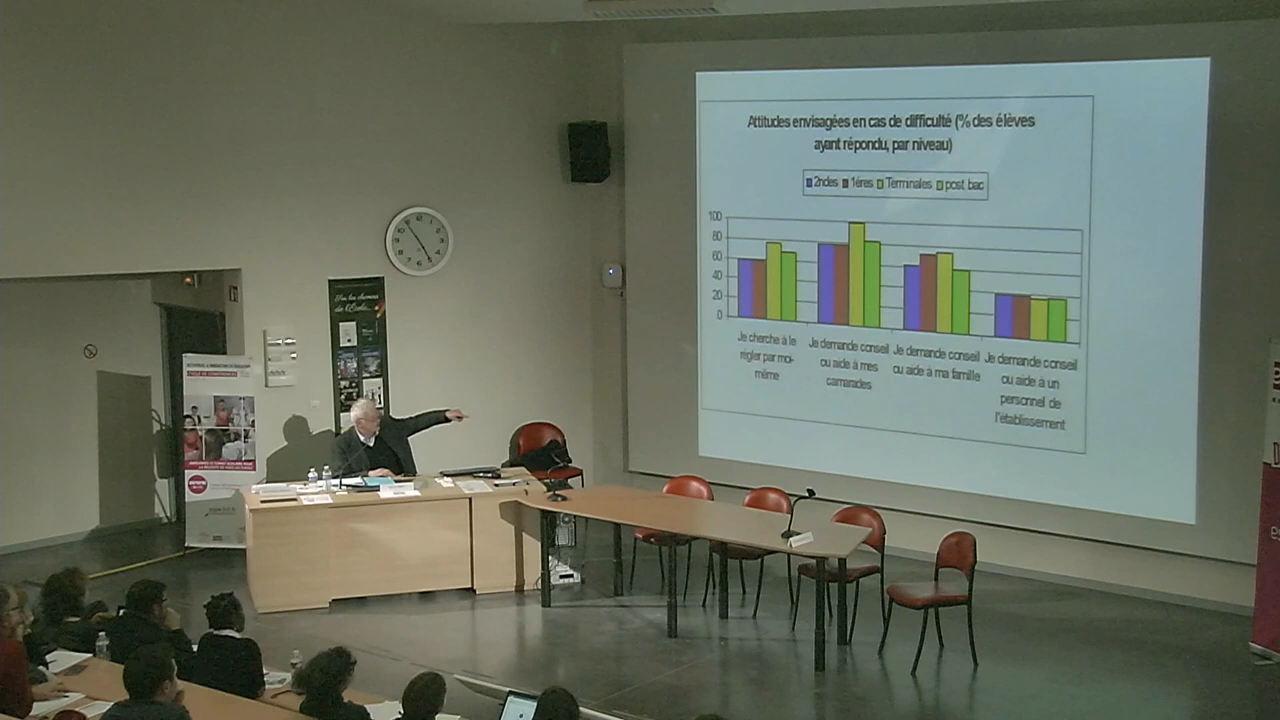 Attitudes envisagées en cas de difficulté (% des élèves
ayant répondu, par niveau)
2ndes 1ères Terminales post bac
100
80
60
40
20
0
Je cherche à le
régler par moi-
même
Je demande conseil
ou aide à mes
camarades
Je demande conseil
ou aide à ma famille
Je demande conseil
ou aide à un
personnel de
l'établissement
de l'École